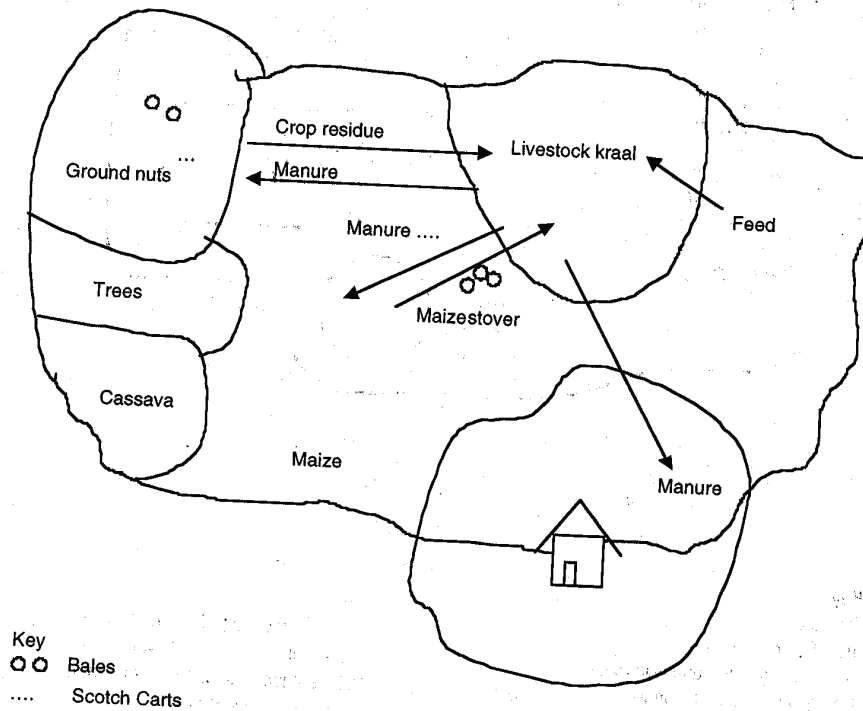 Crop residue
Livestock kraal
Ground nuts ...
Manure
Manure ....
Feed
Trees
Maizestover
Cassava
Maize
Manure
Key
Bales
.... Scotch Carts